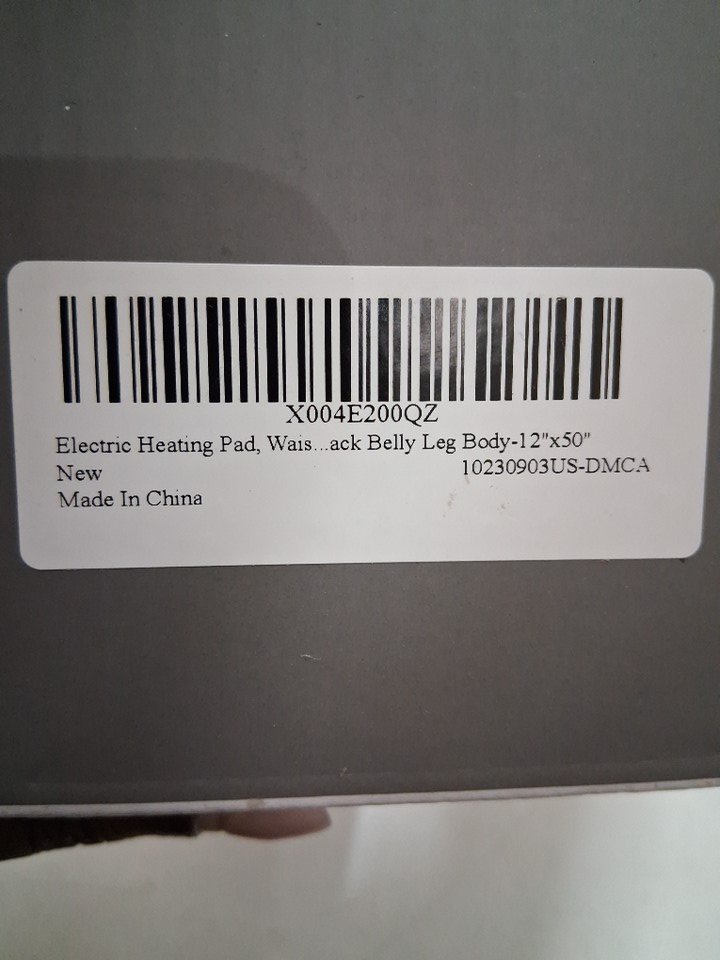 X004E200QZ
Electric Heating Pad, Wais...ack Belly Leg Body-12"x50"
New 10230903US-DMCA
Made In China